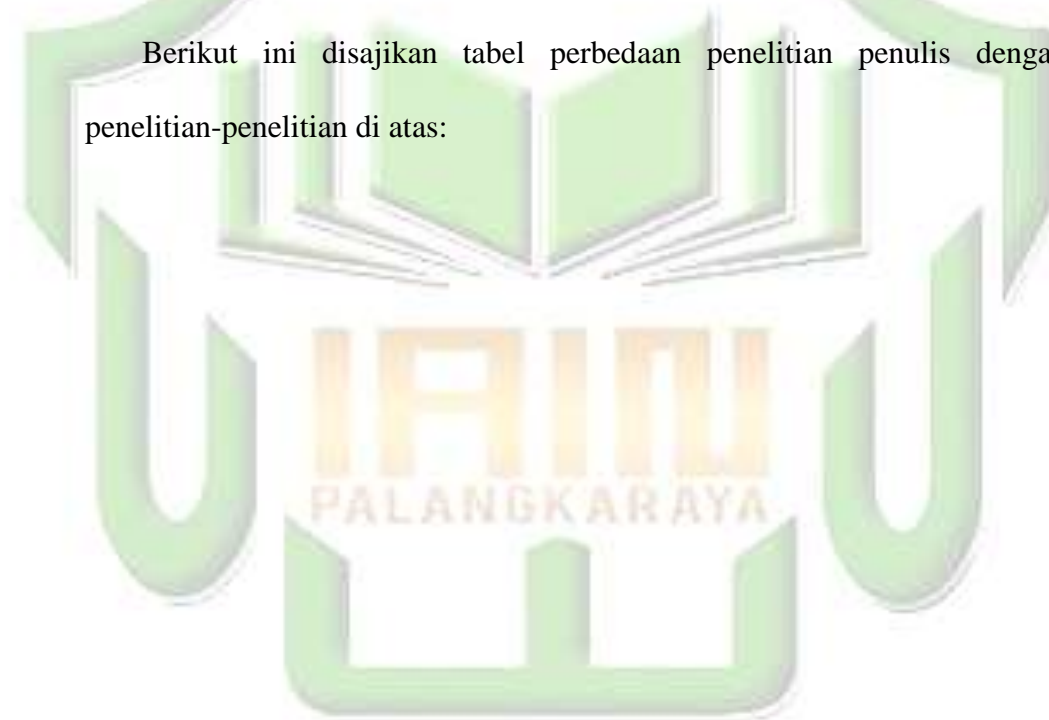 Berikut ini disajikan tabel perbedaan penelitian penulis denga
penelitian-penelitian di atas:
IAIN
PALANGKARAYA